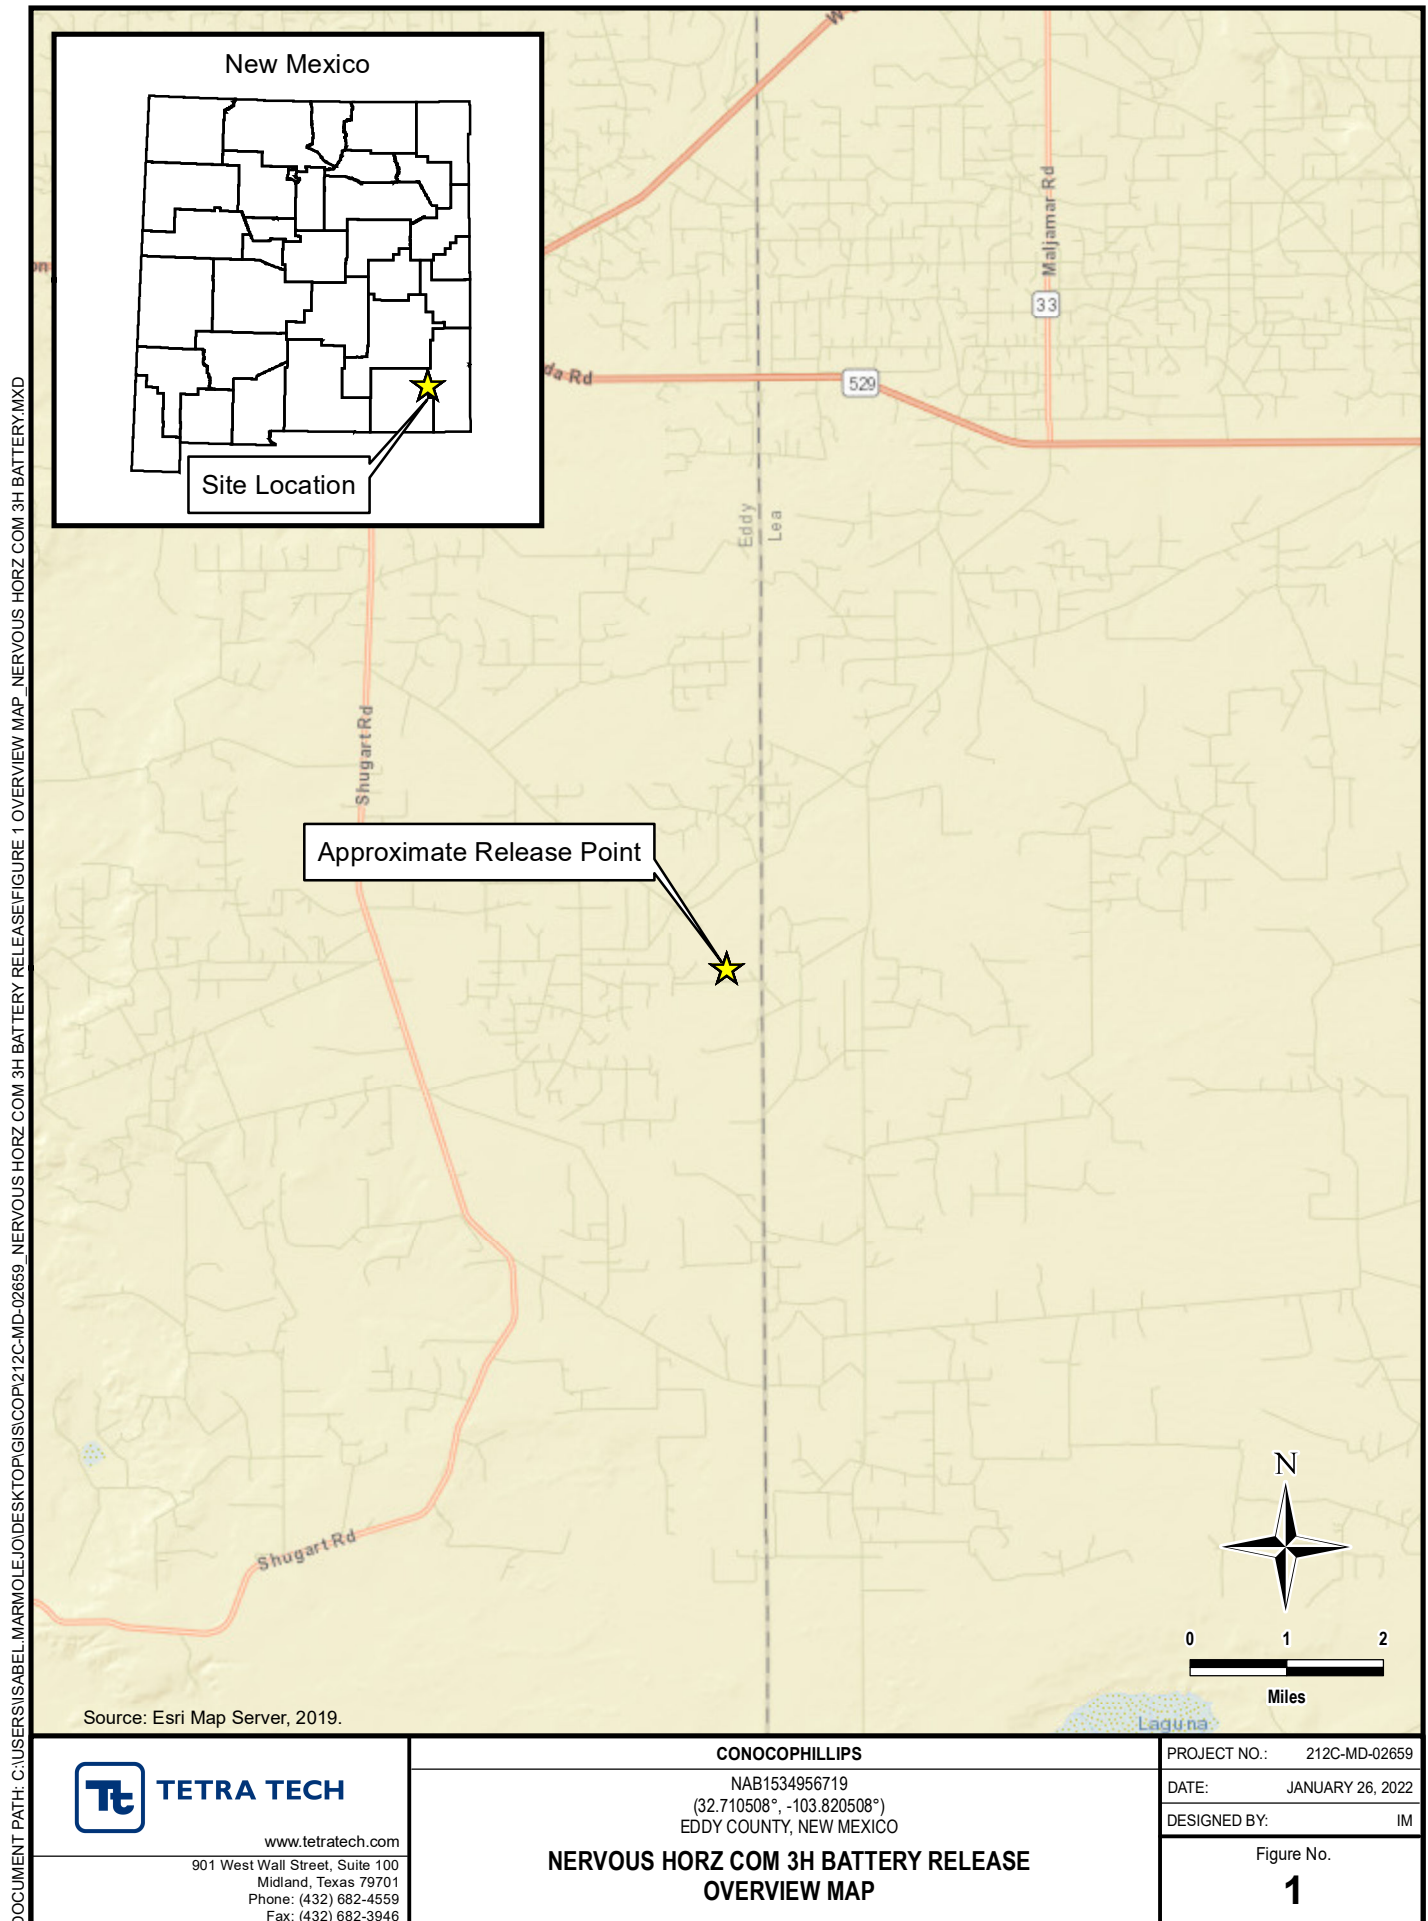 DOCUMENT PATH: C:\USERS\ISABEL.MARMOLEJO\DESKTOP\GIS\COP\212C-MD-02659_NERVOUS HORZ COM 3H BATTERY RELEASE\FIGURE 1 OVERVIEW MAP_NERVOUS HORZ COM 3H BATTERY.MXD
New Mexico
Site Location
Maljamar Rd
33
da Rd
529
Eddy
Lea
Shugart Rd
Approximate Release Point
Shugart Rd
N
0 1 2
Miles
Laguna
Source: Esri Map Server, 2019.
Tt TETRA TECH
www.tetratech.com
901 West Wall Street, Suite 100
Midland, Texas 79701
Phone: (432) 682-4559
Fax: (432) 682-3946
CONOCOPHILLIPS
NAB1534956719
(32.710508°, -103.820508°)
EDDY COUNTY, NEW MEXICO
NERVOUS HORZ COM 3H BATTERY RELEASE
OVERVIEW MAP
PROJECT NO.: 212C-MD-02659
DATE: JANUARY 26, 2022
DESIGNED BY: IM
Figure No.
1